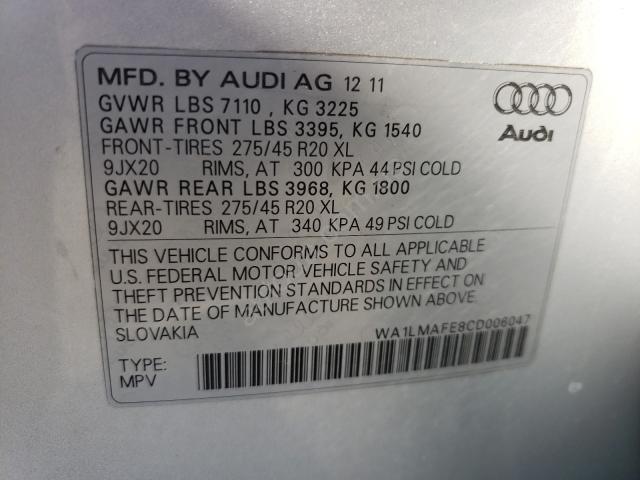 MFD. BY AUDI AG 12 11
GVWR LBS 7110 , KG 3225
GAWR FRONT LBS 3395, KG 1540
FRONT-TIRES 275/45 R20 XL
9JX20 RIMS, AT 300 KPA 44 PSI COLD
GAWR REAR LBS 3968, KG 1800
REAR-TIRES 275/45 R20 XL
9JX20 RIMS, AT 340 KPA 49 PSI COLD
Audi
THIS VEHICLE CONFORMS TO ALL APPLICABLE
U.S. FEDERAL MOTOR VEHICLE SAFETY AND
THEFT PREVENTION STANDARDS IN EFFECT ON
THE DATE OF MANUFACTURE SHOWN ABOVE.
SLOVAKIA
WA1LMAFE8CD006047
TYPE:
MPV